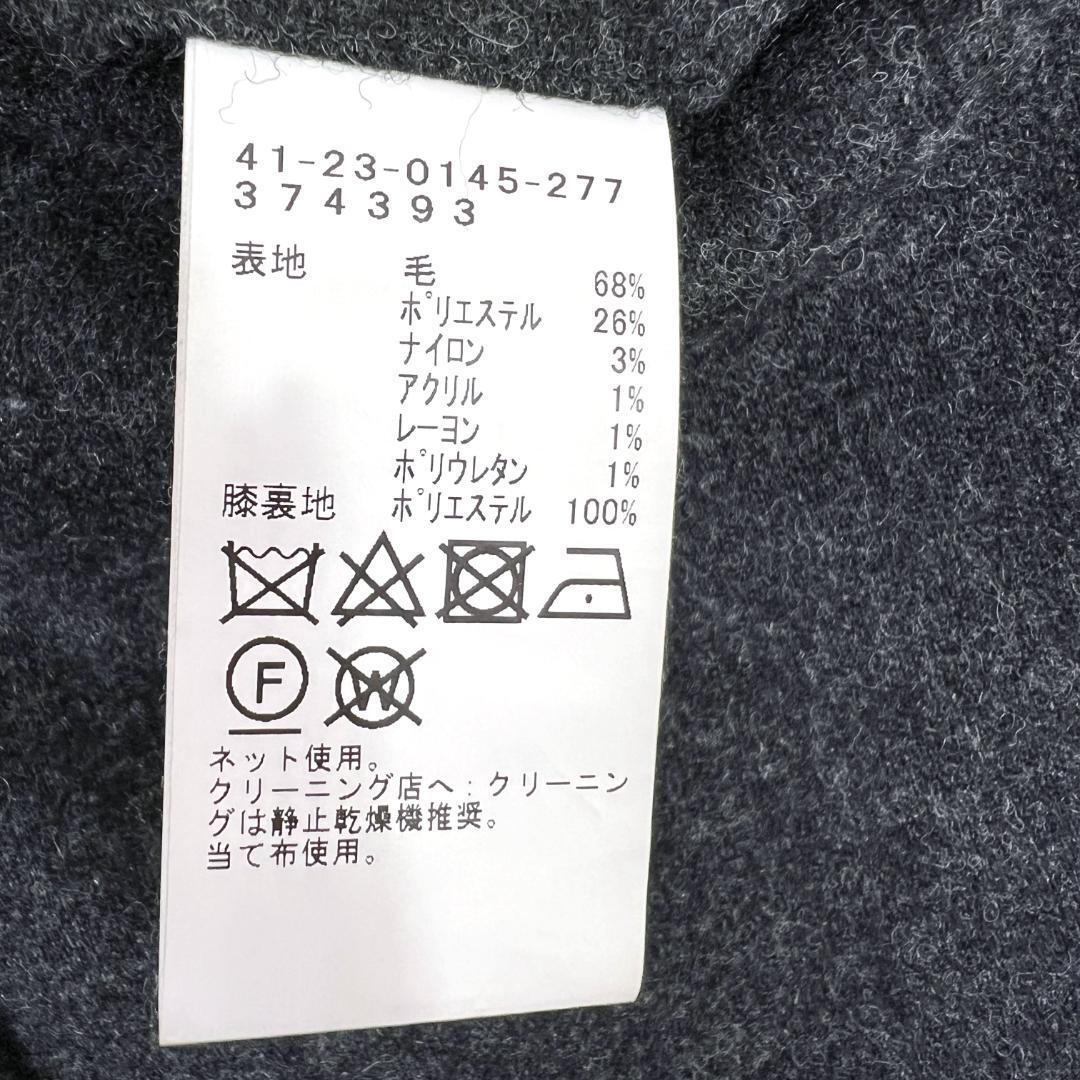 41-23-0145-277
374393
表地 毛 68%
ポリエステル 26%
ナイロン 3%
アクリル 1%
レーヨン 1%
ポリウレタン 1%
膝裏地 ポリエステル 100%
F W
ネット使用。
クリーニング店へ：クリーニン
グは静止乾燥機推奨。
当て布使用。